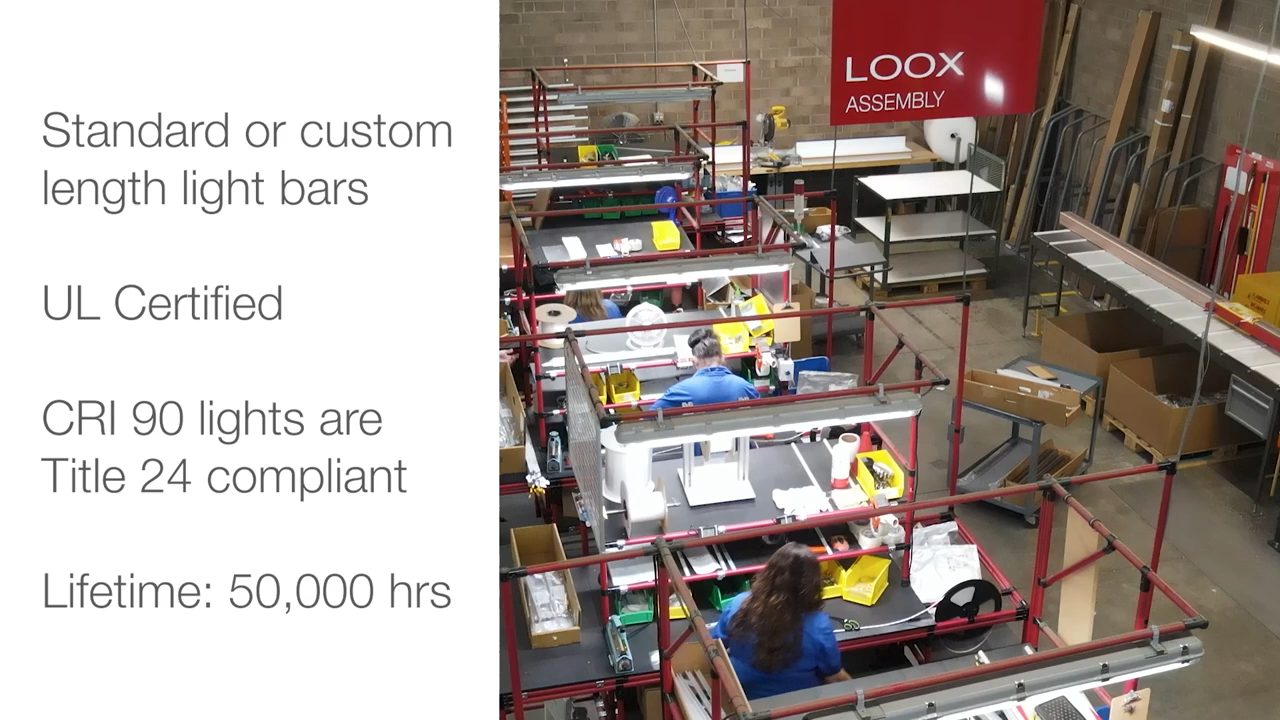 Standard or custom
length light bars
UL Certified
CRI 90 lights are
Title 24 compliant
Lifetime: 50,000 hrs
LOOX
ASSEMBLY